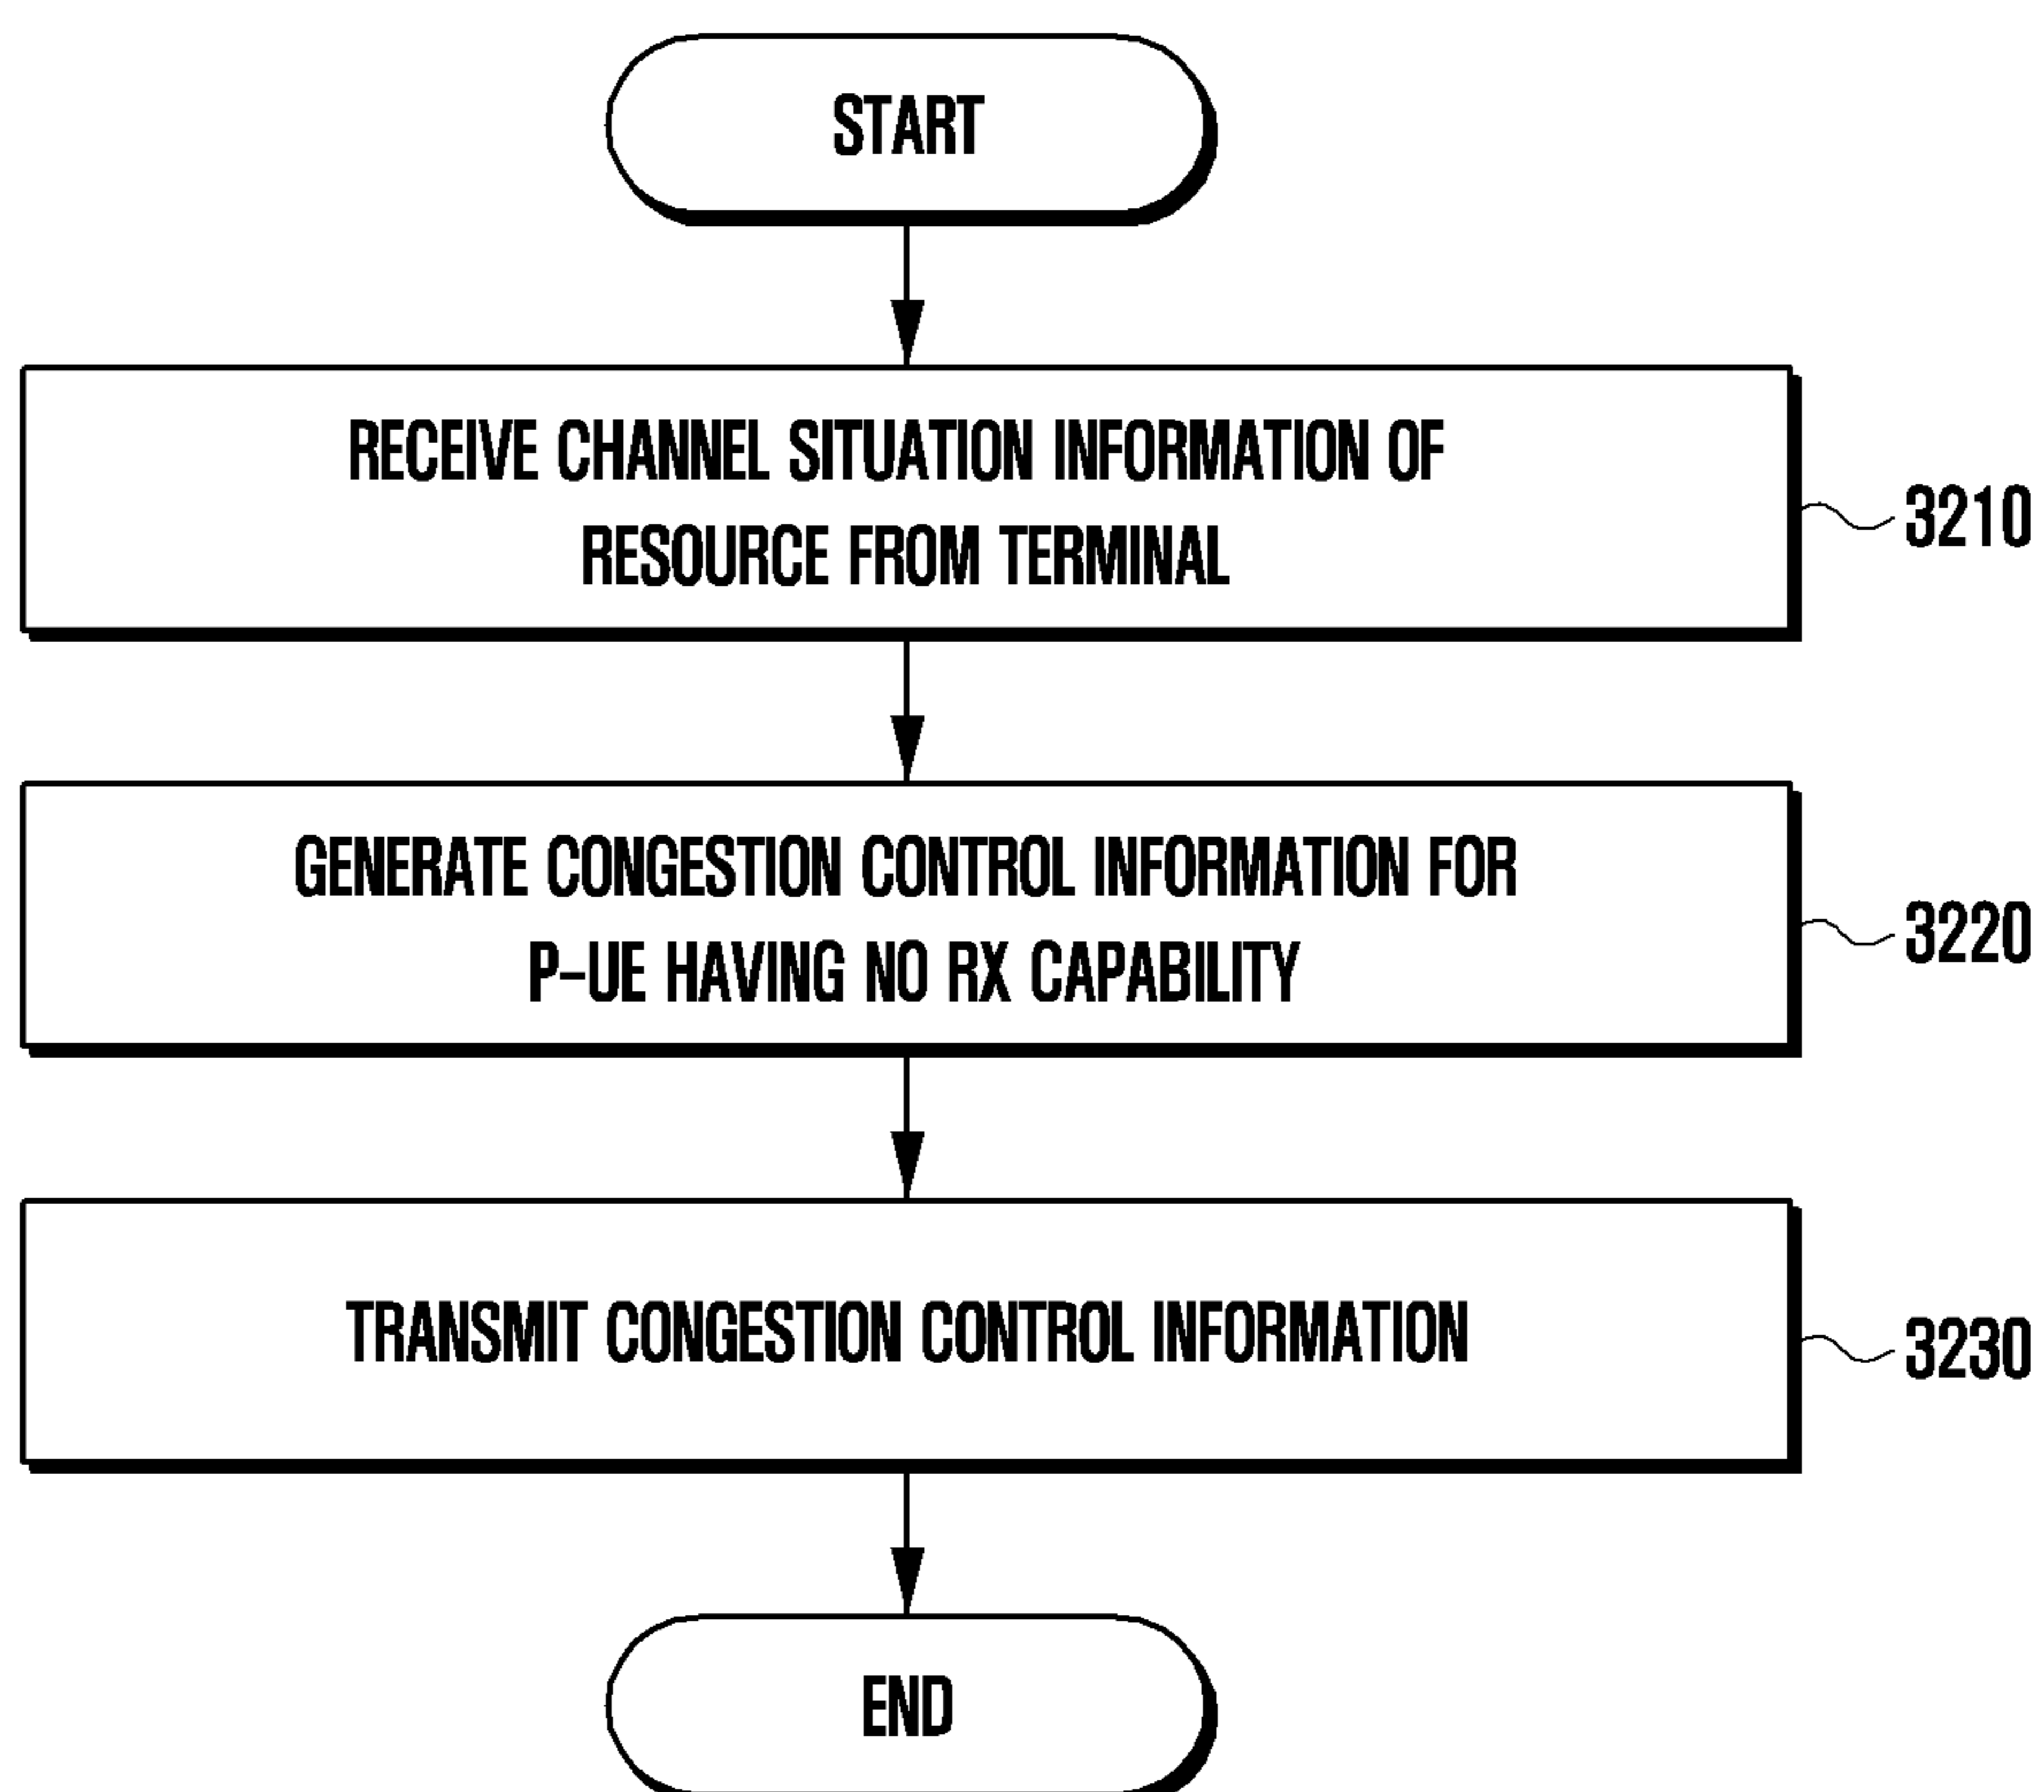 START
RECEIVE CHANNEL SITUATION INFORMATION OF
RESOURCE FROM TERMINAL
3210
GENERATE CONGESTION CONTROL INFORMATION FOR
P-UE HAVING NO RX CAPABILITY
3220
TRANSMIT CONGESTION CONTROL INFORMATION
3230
END